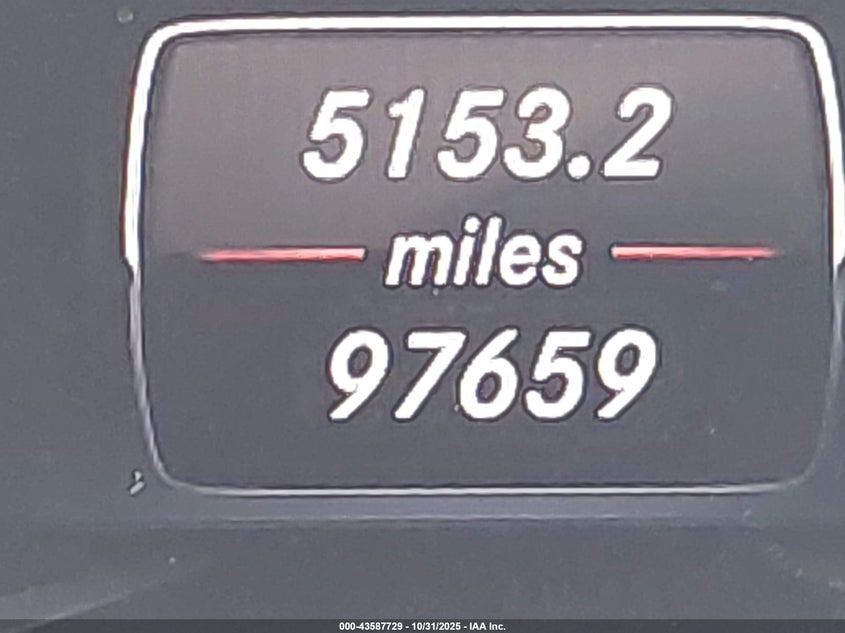 5153.2
miles
97659
000-43587729 - 10/31/2025 - IAA Inc.